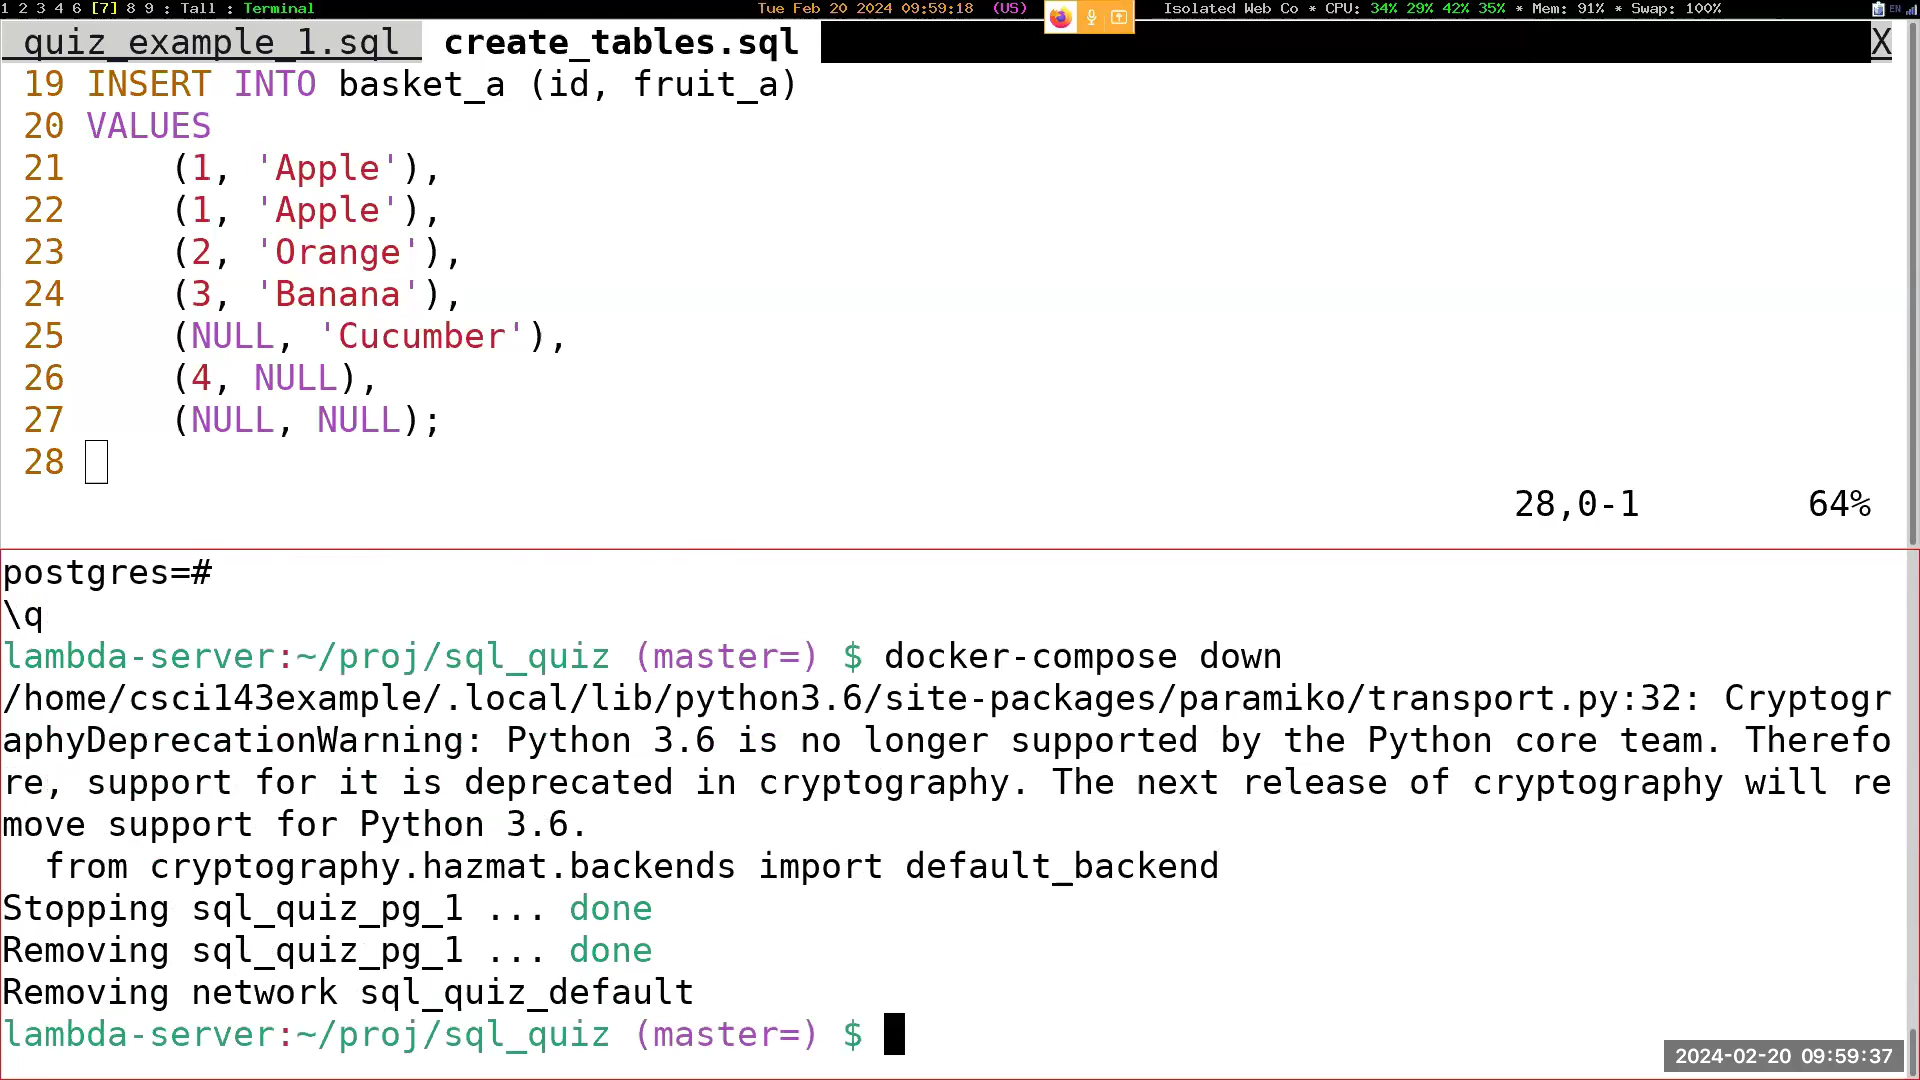 1 2 3 4 6 [7] 8 9 : Tall : Terminal Tue Feb 20 2024 09:59:18 (US) Isolated Web Co * CPU: 34% 29% 42% 35% * Mem: 91% * Swap: 100% EN
quiz_example_1.sql create_tables.sql X
19 INSERT INTO basket_a (id, fruit_a)
20 VALUES
21     (1, 'Apple'),
22     (1, 'Apple'),
23     (2, 'Orange'),
24     (3, 'Banana'),
25     (NULL, 'Cucumber'),
26     (4, NULL),
27     (NULL, NULL);
28
28,0-1 64%
postgres=#
\q
lambda-server:~/proj/sql_quiz (master=) $ docker-compose down
/home/csci143example/.local/lib/python3.6/site-packages/paramiko/transport.py:32: Cryptogr
aphyDeprecationWarning: Python 3.6 is no longer supported by the Python core team. Therefo
re, support for it is deprecated in cryptography. The next release of cryptography will re
move support for Python 3.6.
  from cryptography.hazmat.backends import default_backend
Stopping sql_quiz_pg_1 ... done
Removing sql_quiz_pg_1 ... done
Removing network sql_quiz_default
lambda-server:~/proj/sql_quiz (master=) $
2024-02-20 09:59:37